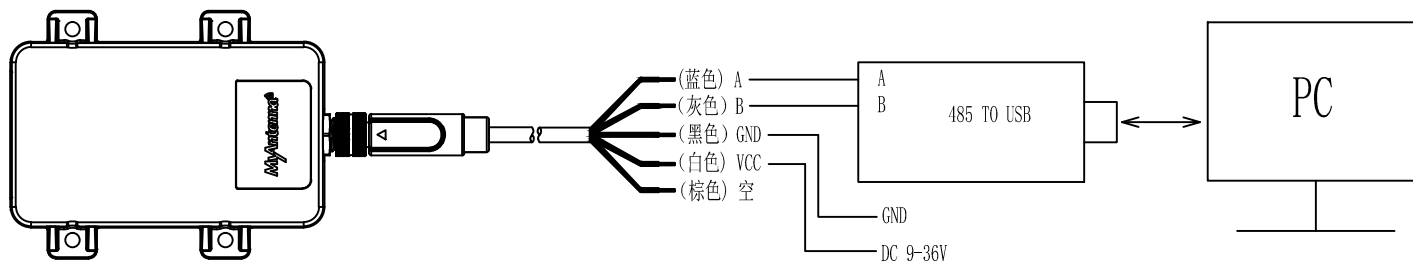 MyAntenna®
(蓝色) A
(灰色) B
(黑色) GND
(白色) VCC
(棕色) 空
A
B
485 TO USB
PC
GND
DC 9-36V